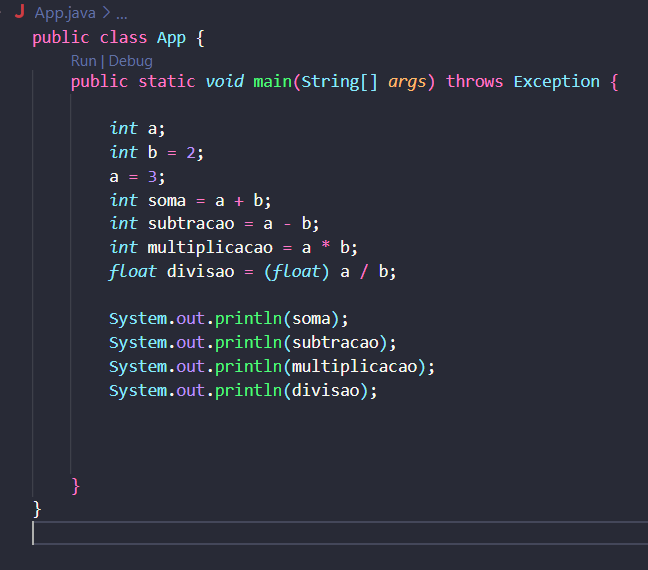 J App.java > ...
public class App {
Run | Debug
public static void main(String[] args) throws Exception {
int a;
int b = 2;
a = 3;
int soma = a + b;
int subtracao = a - b;
int multiplicacao = a * b;
float divisao = (float) a / b;
System.out.println(soma);
System.out.println(subtracao);
System.out.println(multiplicacao);
System.out.println(divisao);
}
}